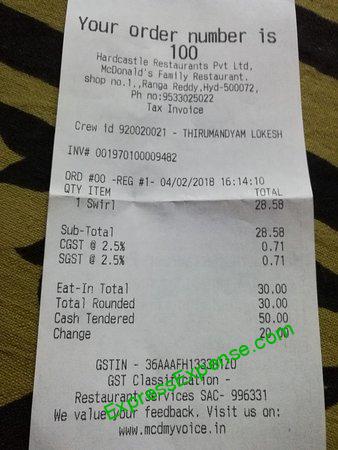 Your order number is
100
Hardcastle Restaurants Pvt Ltd,
McDonald's Family Restaurant.
shop no.1,,Ranga Reddy,Hyd-500072,
Ph no:9533025022
Tax Invoice
Crew id 920020021 - THIRUMANDYAM LOKESH
INV# 001970100009482
ORD #00 -REG #1- 04/02/2018 16:14:10
QTY ITEM TOTAL
1 Swirl 28.58
Sub-Total 28.58
CGST @ 2.5% 0.71
SGST @ 2.5% 0.71
Eat-In Total 30.00
Total Rounded 30.00
Cash Tendered 50.00
Change 20.00
GSTIN -
GST Classification -
Restaurant services SAC- 996331
We value your feedback. Visit us on:
www.mcdmyvoice.in
ExpressExpense.com